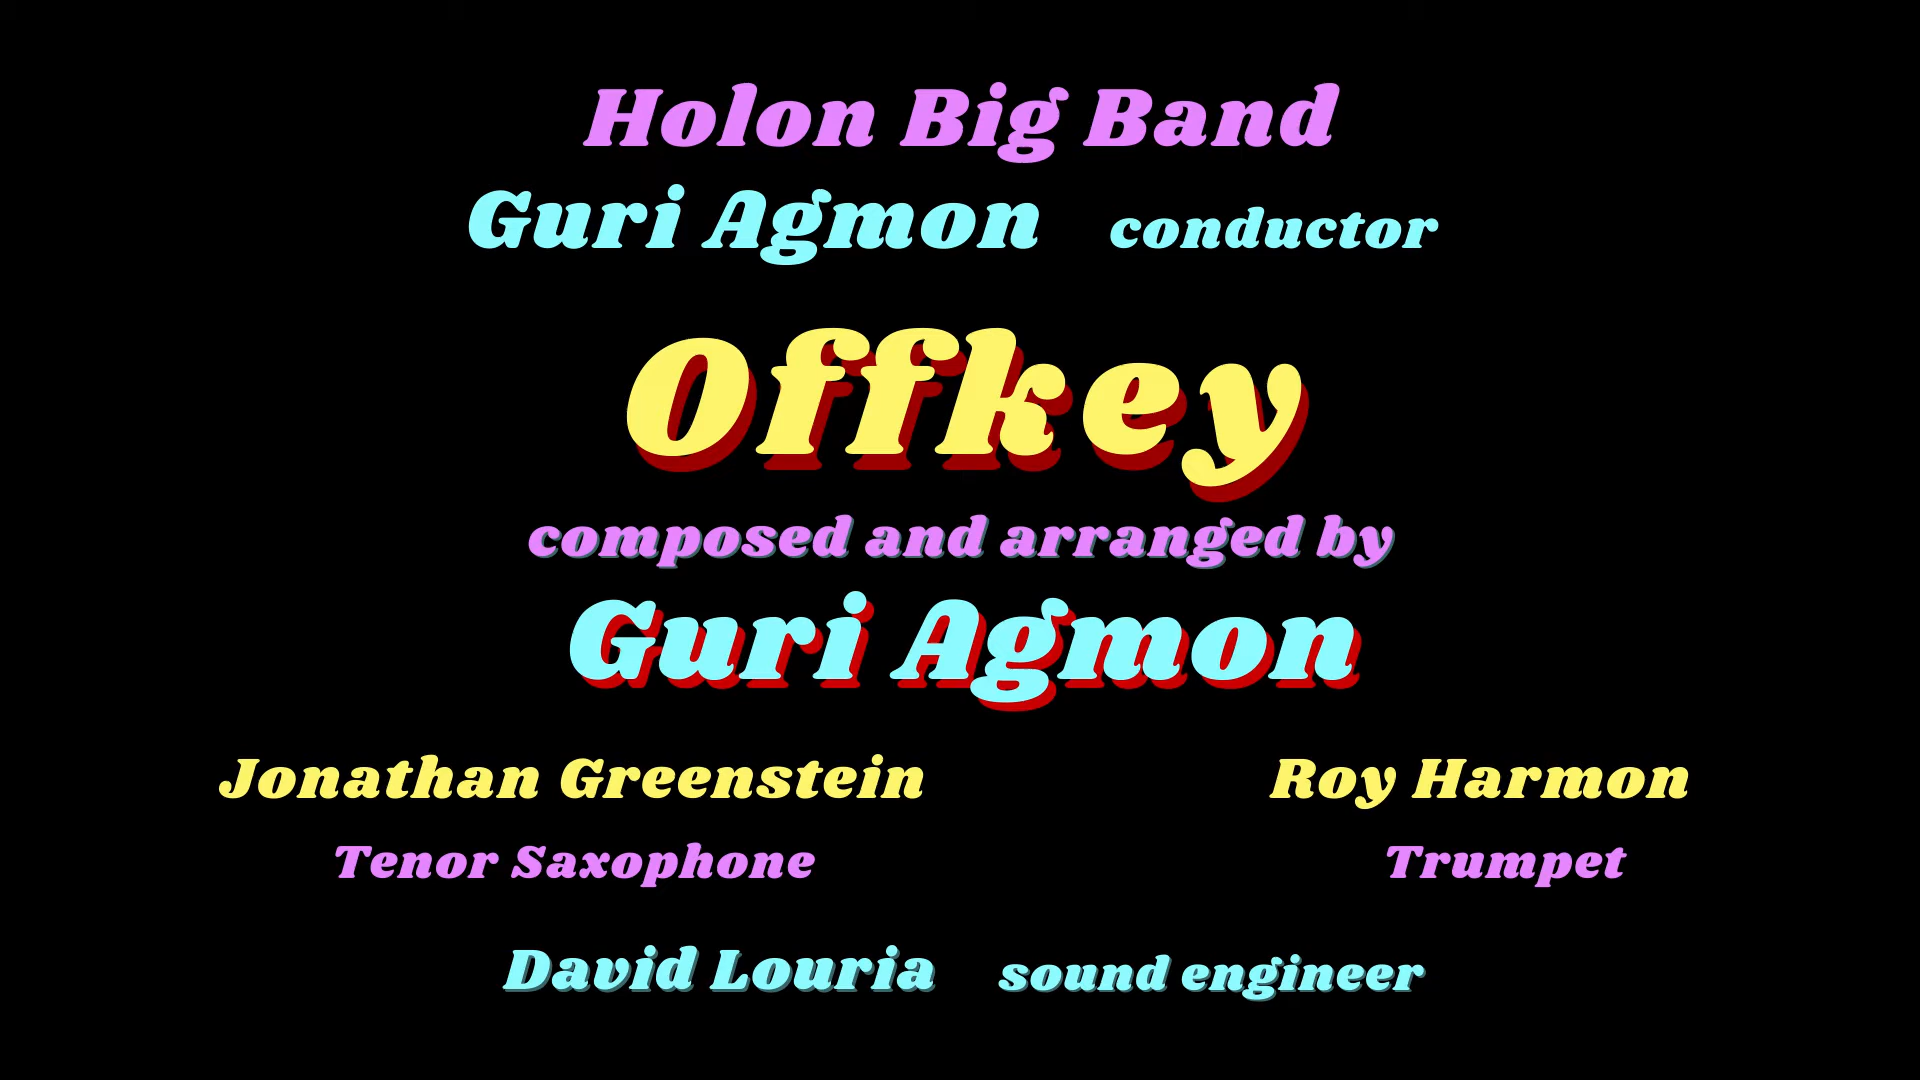 Holon Big Band
Guri Agmon conductor
Offkey
composed and arranged by
Guri Agmon
Jonathan Greenstein Roy Harmon
Tenor Saxophone Trumpet
David Louria sound engineer